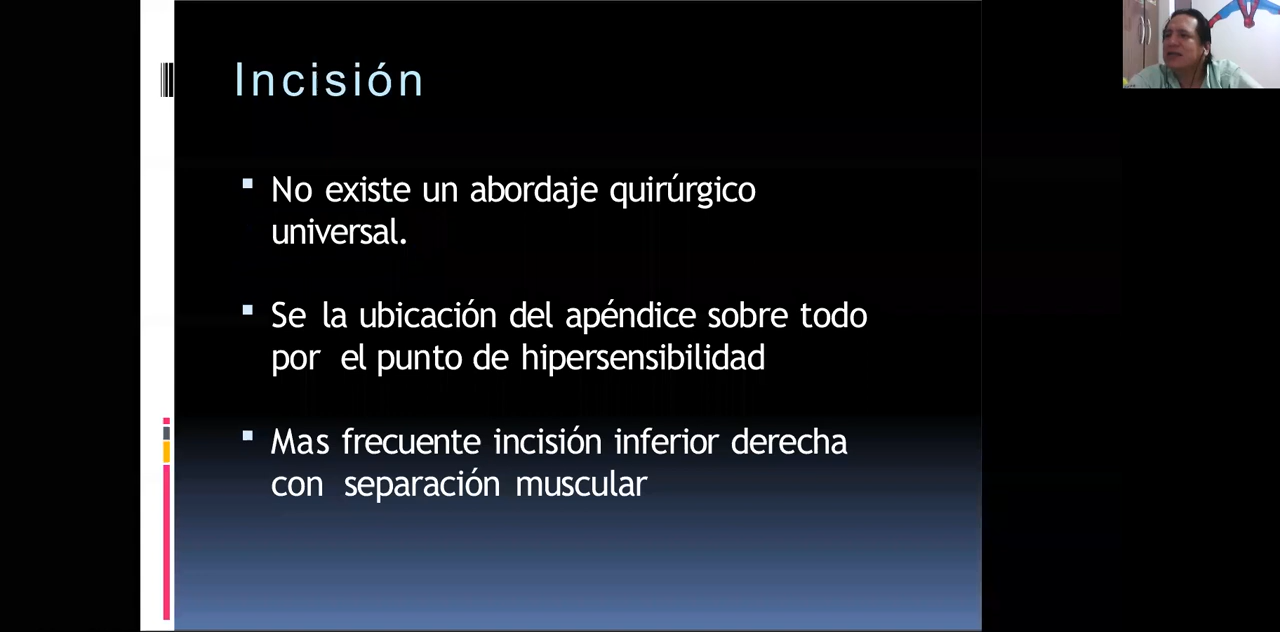 Incisión
No existe un abordaje quirúrgico
universal.
Se la ubicación del apéndice sobre todo
por el punto de hipersensibilidad
Mas frecuente incisión inferior derecha
con separación muscular